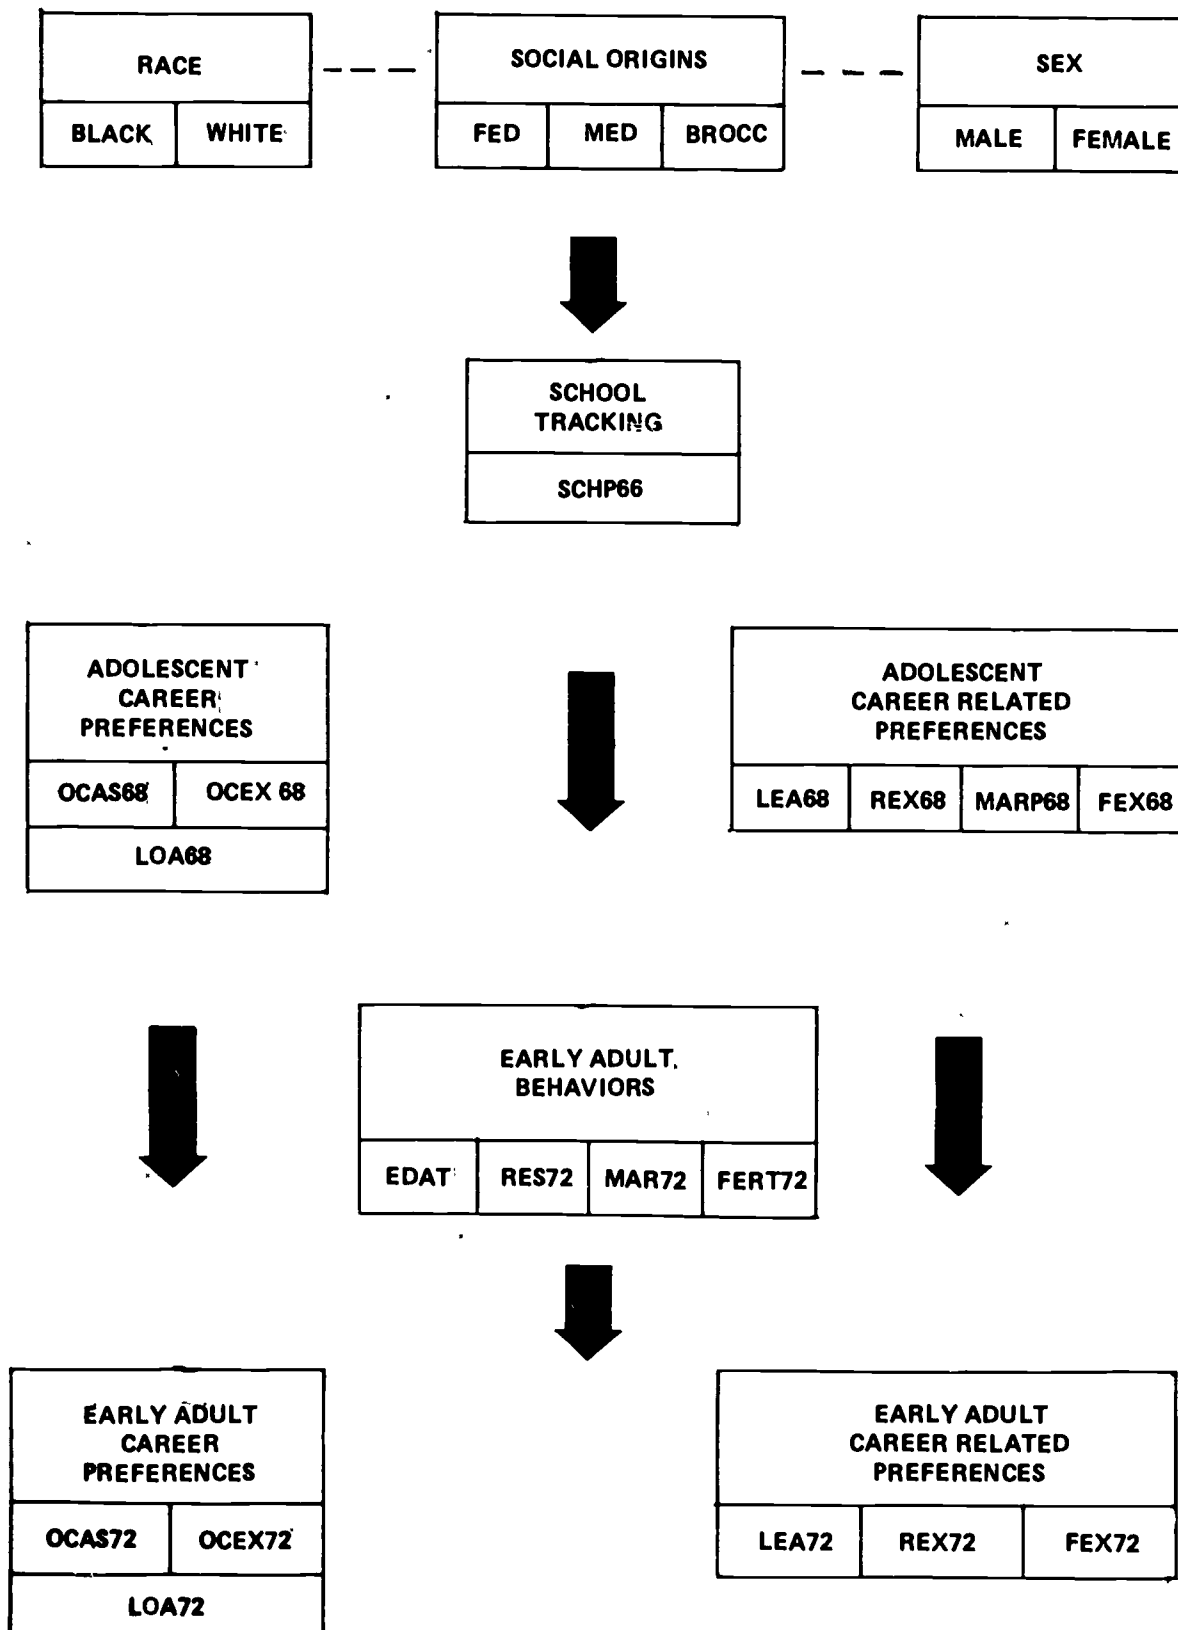 RACE
SOCIAL ORIGINS
SEX
BLACK
WHITE
FED
MED
BROCC
MALE
FEMALE
SCHOOL
TRACKING
SCHP66
ADOLESCENT
CAREER
PREFERENCES
OCAS68
OCEX 68
LOA68
ADOLESCENT
CAREER RELATED
PREFERENCES
LEA68
REX68
MARP68
FEX68
EARLY ADULT
BEHAVIORS
EDAT
RES72
MAR72
FERT72
EARLY ADULT
CAREER
PREFERENCES
OCAS72
OCEX72
LOA72
EARLY ADULT
CAREER RELATED
PREFERENCES
LEA72
REX72
FEX72